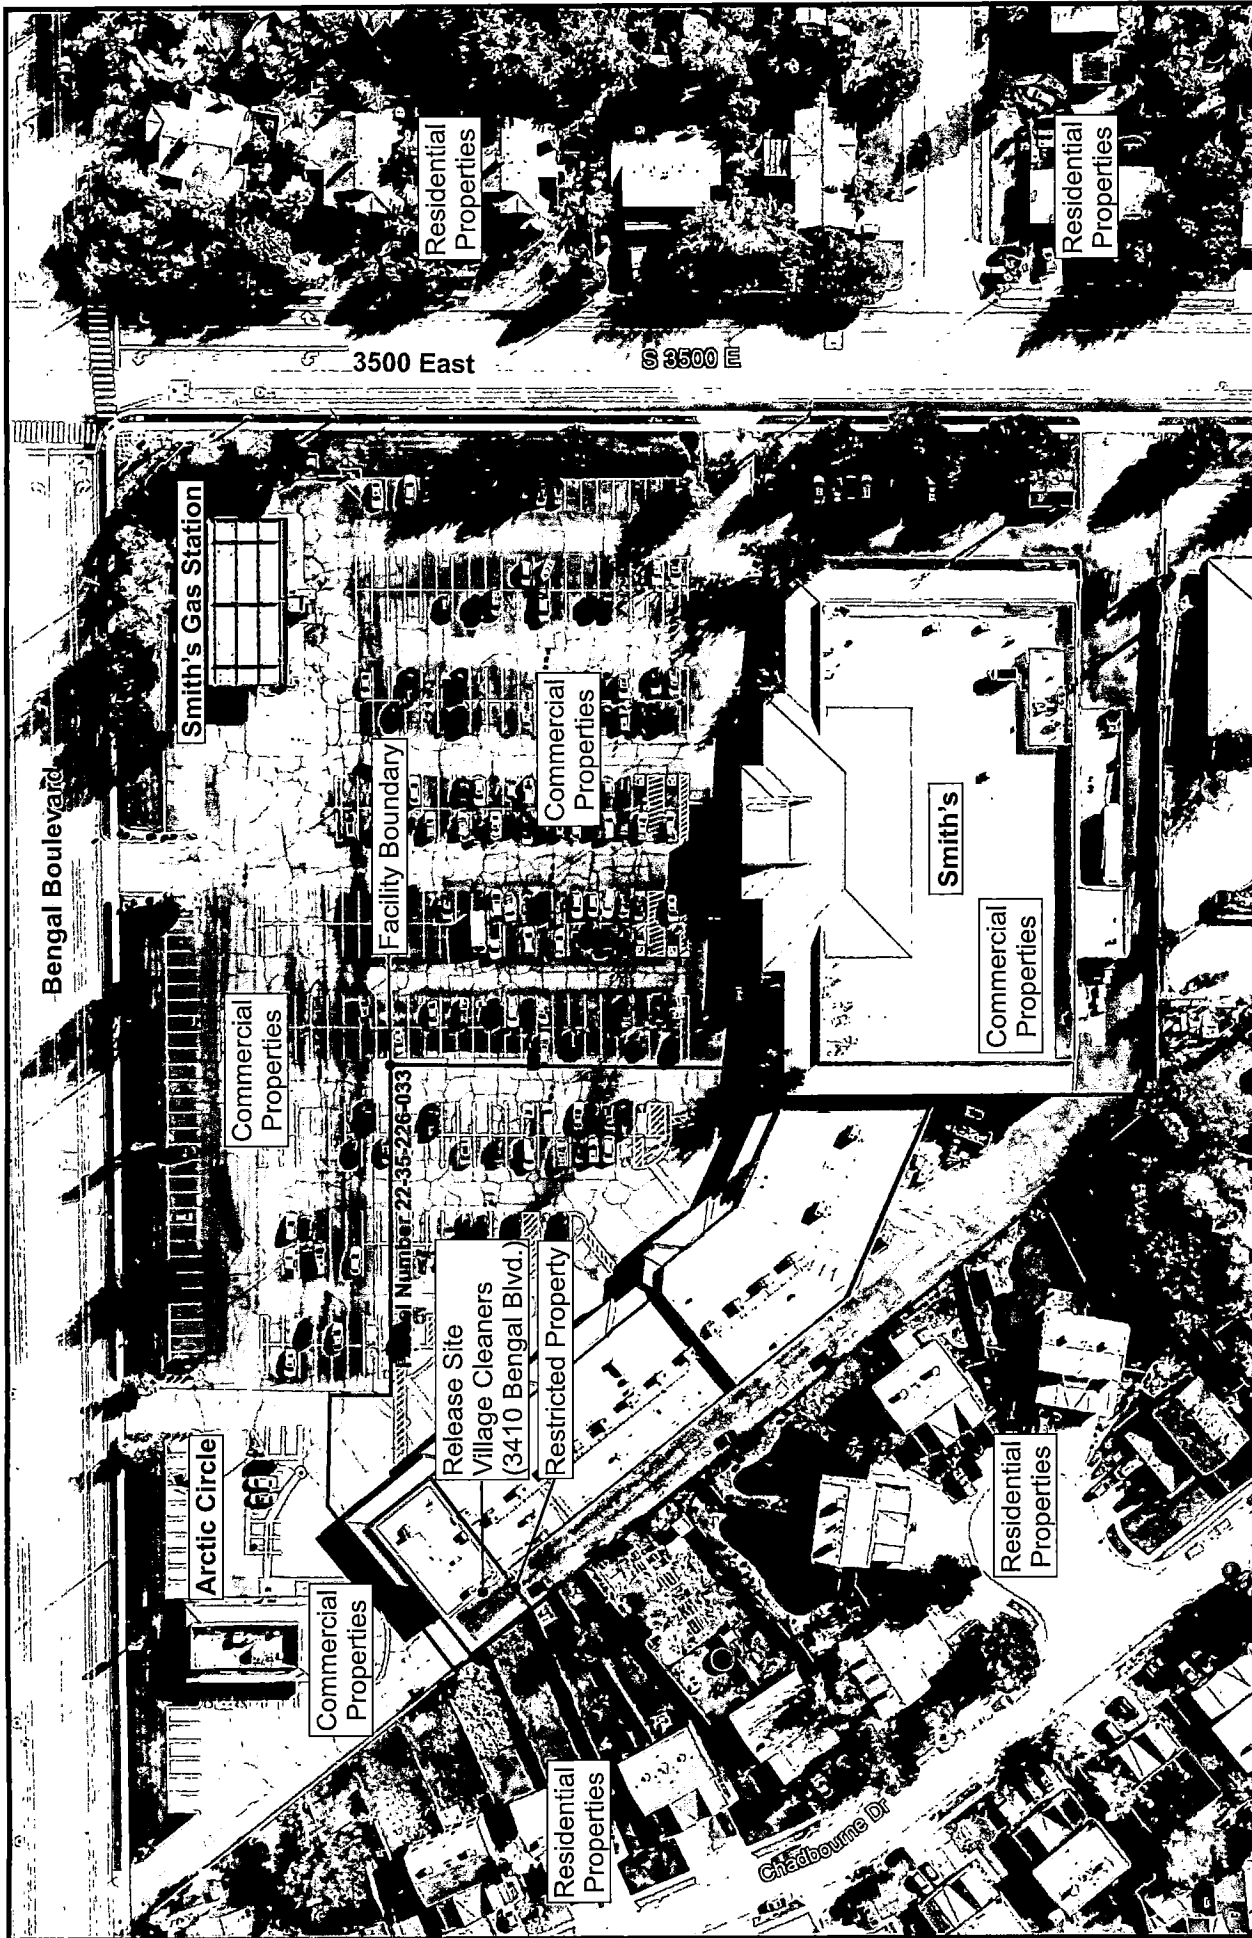 Residential
Properties
Residential
Properties
3500 East
S 3500 E
Bengal Boulevard
Smith's Gas Station
Commercial
Properties
Facility Boundary
Smith's
Commercial
Properties
Commercial
Properties
Number 22-35-226-033
Release Site
Village Cleaners
(3410 Bengal Blvd.)
Restricted Property
Arctic Circle
Commercial
Properties
Residential
Properties
Residential
Properties
Chadbourne Dr